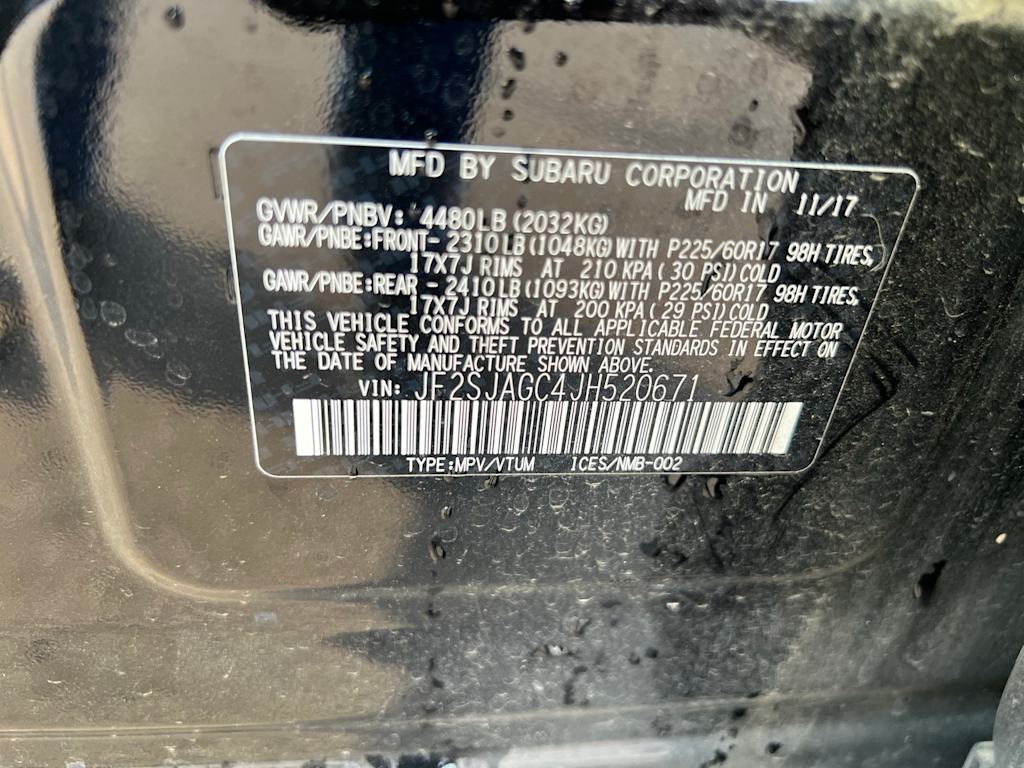 MFD BY SUBARU CORPORATION
MFD IN 11/17
GVWR/PNBV: 4480LB (2032KG)
GAWR/PNBE:FRONT- 2310LB (1048KG) WITH P225/60R17 98H TIRES,
17X7J RIMS AT 210 KPA ( 30 PSI) COLD
GAWR/PNBE:REAR - 2410LB (1093KG) WITH P225/60R17 98H TIRES,
17X7J RIMS AT 200 KPA ( 29 PSI) COLD
THIS VEHICLE CONFORMS TO ALL APPLICABLE FEDERAL MOTOR
VEHICLE SAFETY AND THEFT PREVENTION STANDARDS IN EFFECT ON
THE DATE OF MANUFACTURE SHOWN ABOVE.
VIN: JF2SJAGC4JH520671
TYPE:MPV/VTUM ICES/NMB-002